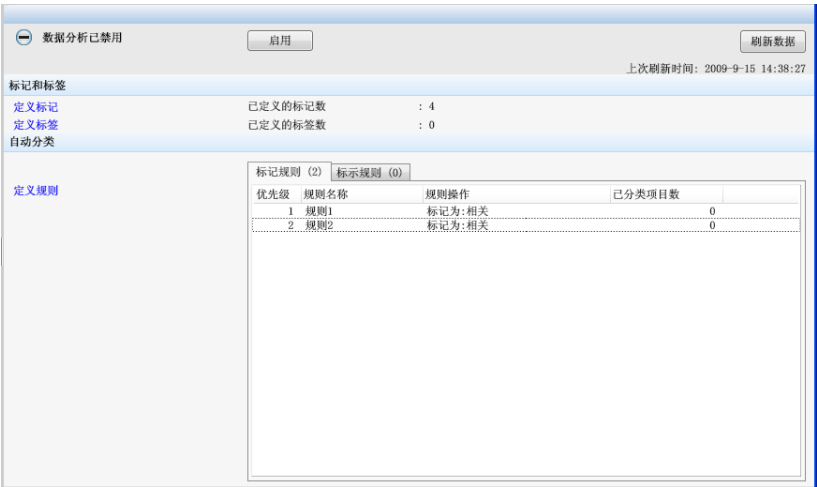 数据分析已禁用 启用 刷新数据
上次刷新时间: 2009-9-15 14:38:27
标记和标签
定义标记 已定义的标记数 : 4
定义标签 已定义的标签数 : 0
自动分类
标记规则 (2) 标示规则 (0)
定义规则
优先级 规则名称 规则操作 已分类项目数
1 规则1 标记为:相关 0
2 规则2 标记为:相关 0